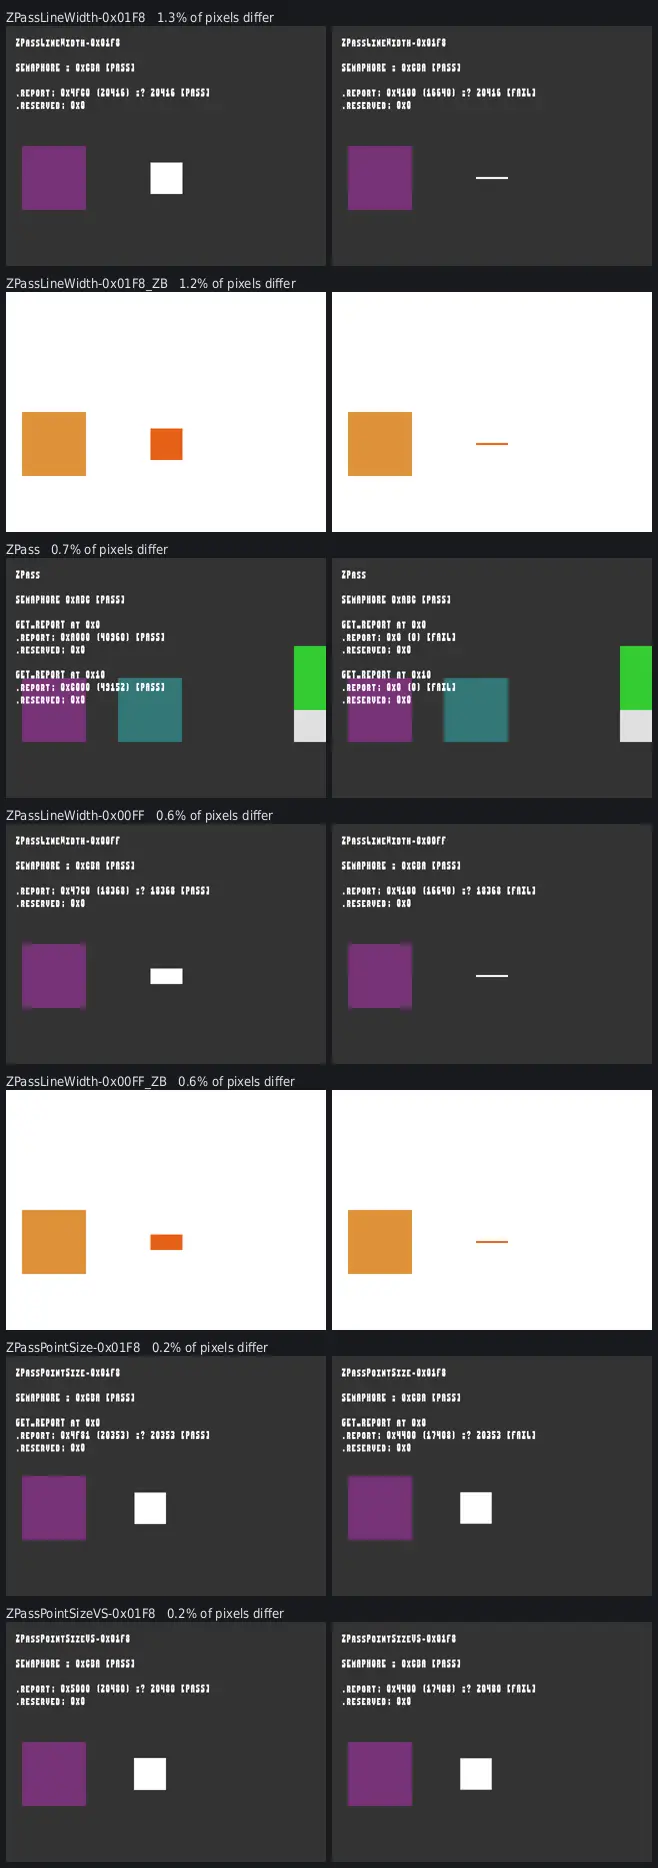 ZPassLineWidth-0x01F8 1.3% of pixels differ
ZPassLineWidth-0x01F8
ZPassLineWidth-0x01F8
Semaphore : 0xCBA [PASS]
Semaphore : 0xCBA [PASS]
.Report: 0x4FC0 (20416) :? 20416 [PASS]
.Report: 0x4100 (16640) :? 20416 [FAIL]
.Reserved: 0x0
.Reserved: 0x0
ZPassLineWidth-0x01F8_ZB 1.2% of pixels differ
ZPass 0.7% of pixels differ
ZPass
ZPass
Semaphore 0xABC [PASS]
Semaphore 0xABC [PASS]
GET_REPORT at 0x0
GET_REPORT at 0x0
.Report: 0xA000 (40960) [PASS]
.Report: 0x0 (0) [FAIL]
.Reserved: 0x0
.Reserved: 0x0
GET_REPORT at 0x10
GET_REPORT at 0x10
.Report: 0xC000 (49152) [PASS]
.Report: 0x0 (0) [FAIL]
.Reserved: 0x0
.Reserved: 0x0
ZPassLineWidth-0x00FF 0.6% of pixels differ
ZPassLineWidth-0x00FF
ZPassLineWidth-0x00FF
Semaphore : 0xCBA [PASS]
Semaphore : 0xCBA [PASS]
.Report: 0x47C0 (18368) :? 18368 [PASS]
.Report: 0x4100 (16640) :? 18368 [FAIL]
.Reserved: 0x0
.Reserved: 0x0
ZPassLineWidth-0x00FF_ZB 0.6% of pixels differ
ZPassPointSize-0x01F8 0.2% of pixels differ
ZPassPointSize-0x01F8
ZPassPointSize-0x01F8
Semaphore : 0xCBA [PASS]
Semaphore : 0xCBA [PASS]
GET_REPORT at 0x0
GET_REPORT at 0x0
.Report: 0x4F81 (20353) :? 20353 [PASS]
.Report: 0x4400 (17408) :? 20353 [FAIL]
.Reserved: 0x0
.Reserved: 0x0
ZPassPointSizeVS-0x01F8 0.2% of pixels differ
ZPassPointSizeVS-0x01F8
ZPassPointSizeVS-0x01F8
Semaphore : 0xCBA [PASS]
Semaphore : 0xCBA [PASS]
.Report: 0x5000 (20480) :? 20480 [PASS]
.Report: 0x4400 (17408) :? 20480 [FAIL]
.Reserved: 0x0
.Reserved: 0x0